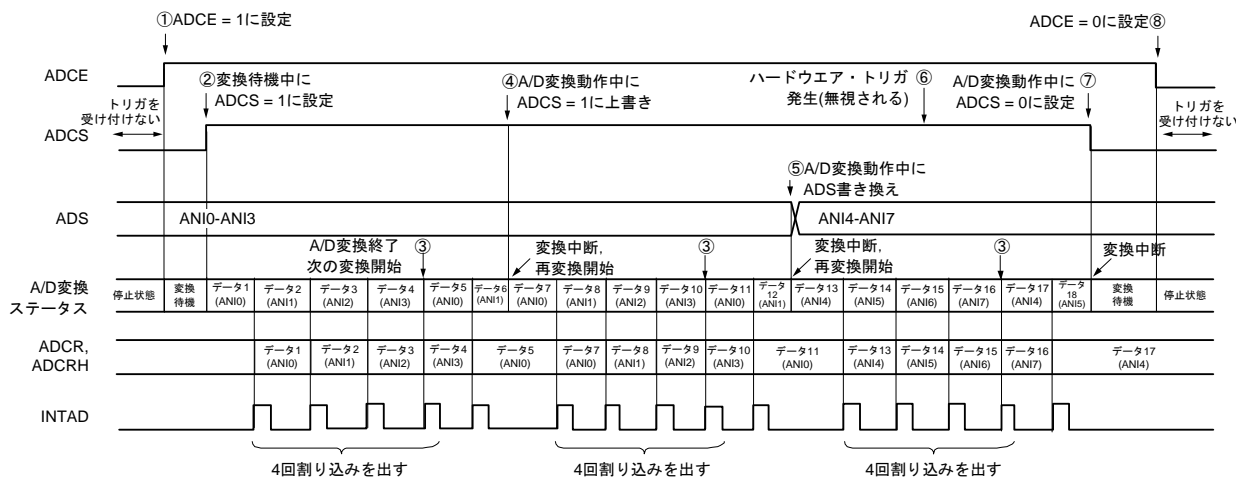 ①ADCE = 1に設定
ADCE = 0に設定⑧
ADCE
②変換待機中に
ADCS = 1に設定
④A/D変換動作中に
ADCS = 1に上書き
ハードウエア・トリガ ⑥
発生(無視される)
A/D変換動作中に ⑦
ADCS = 0に設定
トリガを
受け付けない
トリガを
受け付けない
ADCS
⑤A/D変換動作中に
ADS書き換え
ADS
ANI0-ANI3
ANI4-ANI7
A/D変換終了 ③
次の変換開始
変換中断,
再変換開始
③
変換中断,
再変換開始
③
変換中断
A/D変換
ステータス
停止状態
変換
待機
データ1
(ANI0)
データ2
(ANI1)
データ3
(ANI2)
データ4
(ANI3)
データ5
(ANI0)
データ6
(ANI1)
データ7
(ANI0)
データ8
(ANI1)
データ9
(ANI2)
データ10
(ANI3)
データ11
(ANI0)
データ
12
(ANI1)
データ13
(ANI4)
データ14
(ANI5)
データ15
(ANI6)
データ16
(ANI7)
データ17
(ANI4)
データ
18
(ANI5)
変換
待機
停止状態
ADCR,
ADCRH
データ1
(ANI0)
データ2
(ANI1)
データ3
(ANI2)
データ4
(ANI3)
データ5
(ANI0)
データ7
(ANI0)
データ8
(ANI1)
データ9
(ANI2)
データ10
(ANI3)
データ11
(ANI0)
データ13
(ANI4)
データ14
(ANI5)
データ15
(ANI6)
データ16
(ANI7)
データ17
(ANI4)
INTAD
4回割り込みを出す
4回割り込みを出す
4回割り込みを出す